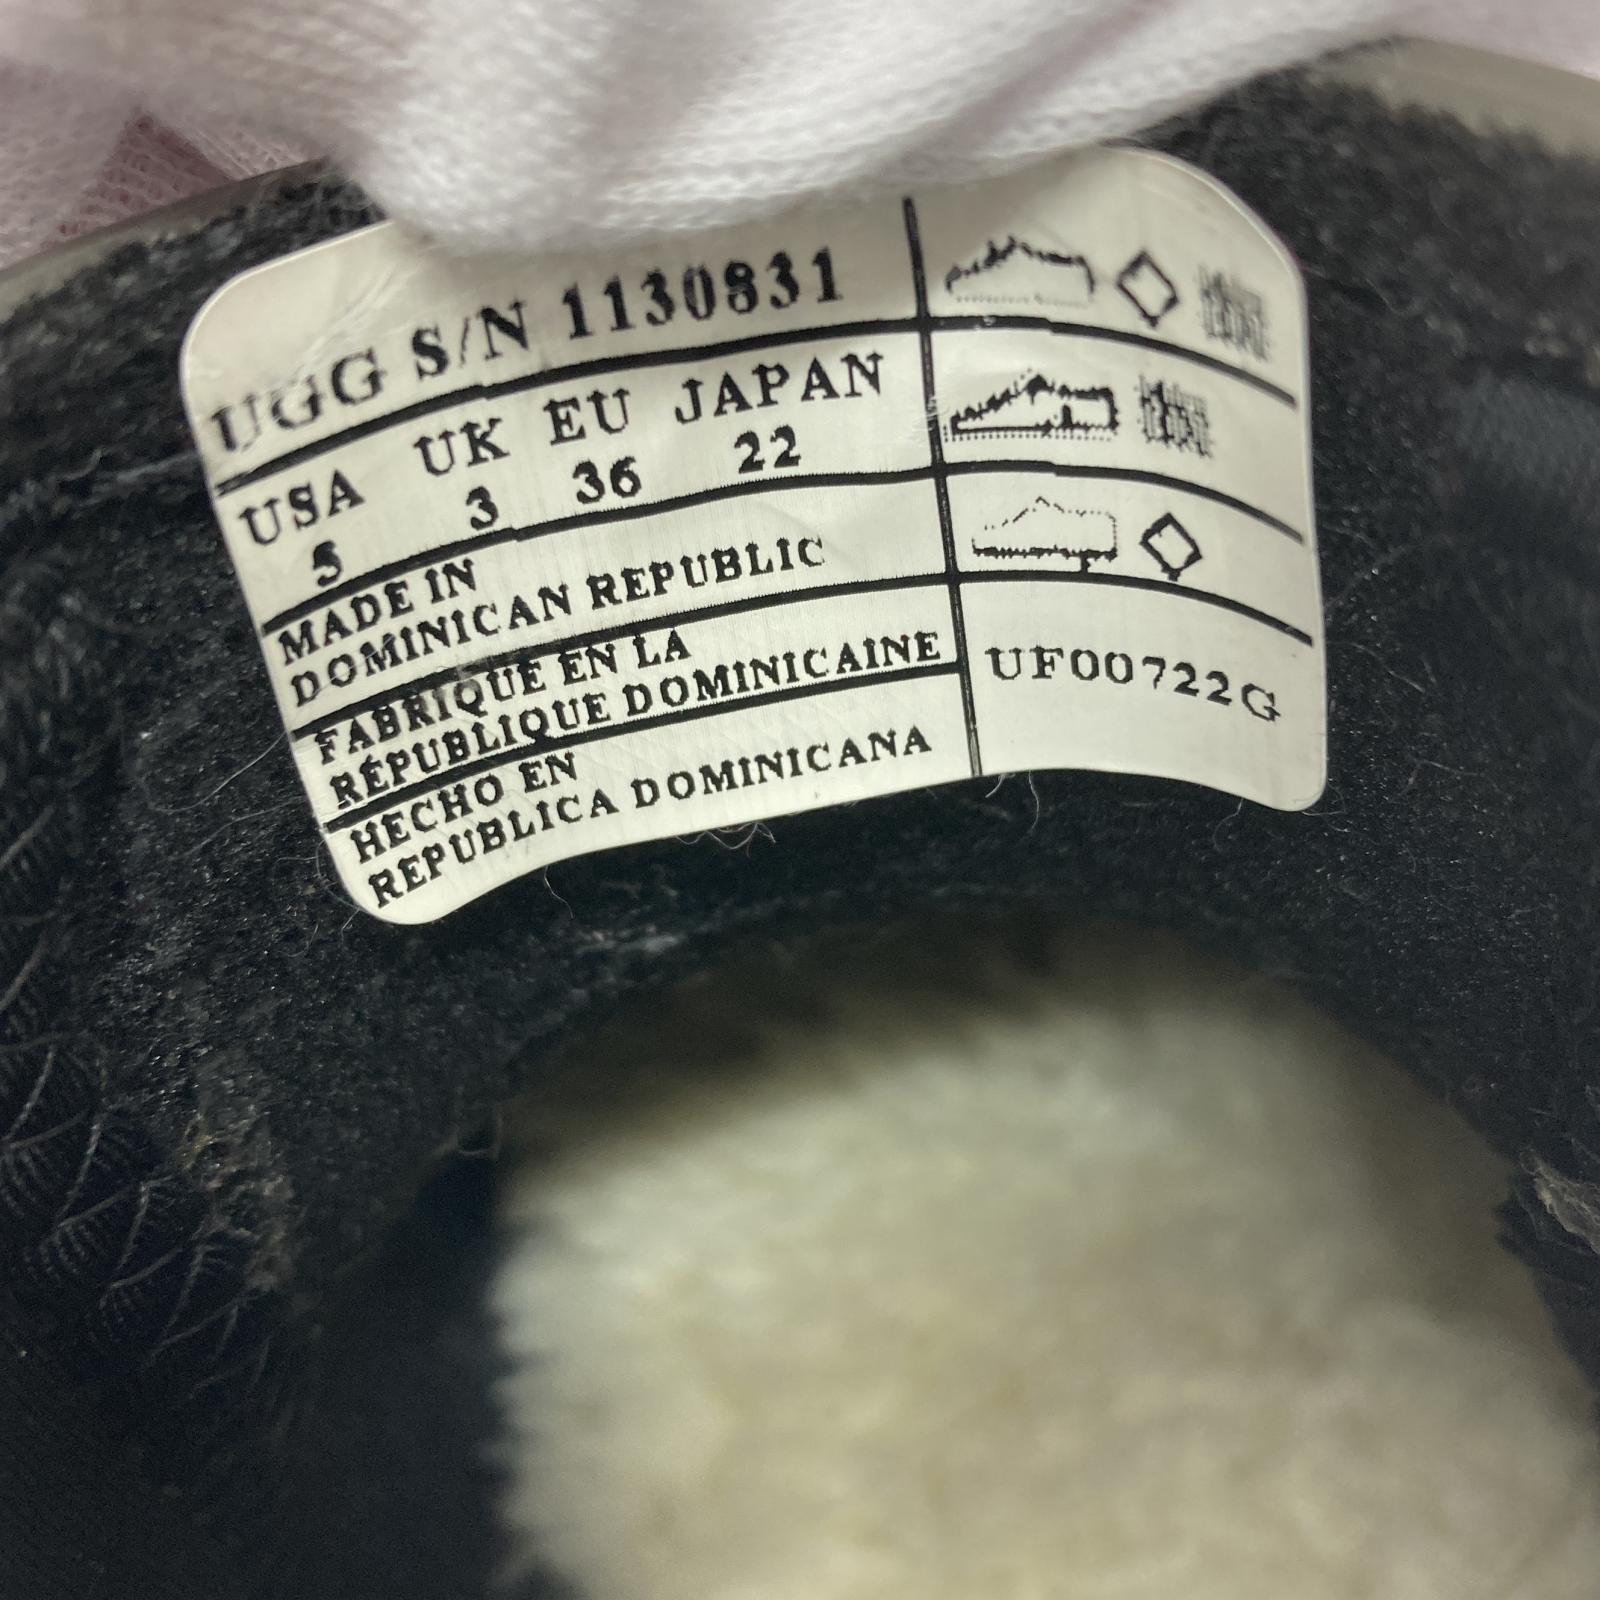 UGG S/N 1130831
USA UK EU JAPAN
5 3 36 22
MADE IN
DOMINICAN REPUBLIC
FABRIQUE EN LA
RÉPUBLIQUE DOMINICAINE
HECHO EN
REPUBLICA DOMINICANA
UF00722G